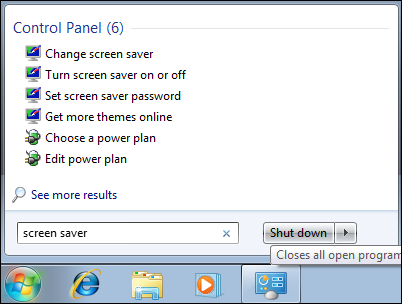 Control Panel (6)
Change screen saver
Turn screen saver on or off
Set screen saver password
Get more themes online
Choose a power plan
Edit power plan
See more results
screen saver
Shut down
Closes all open program